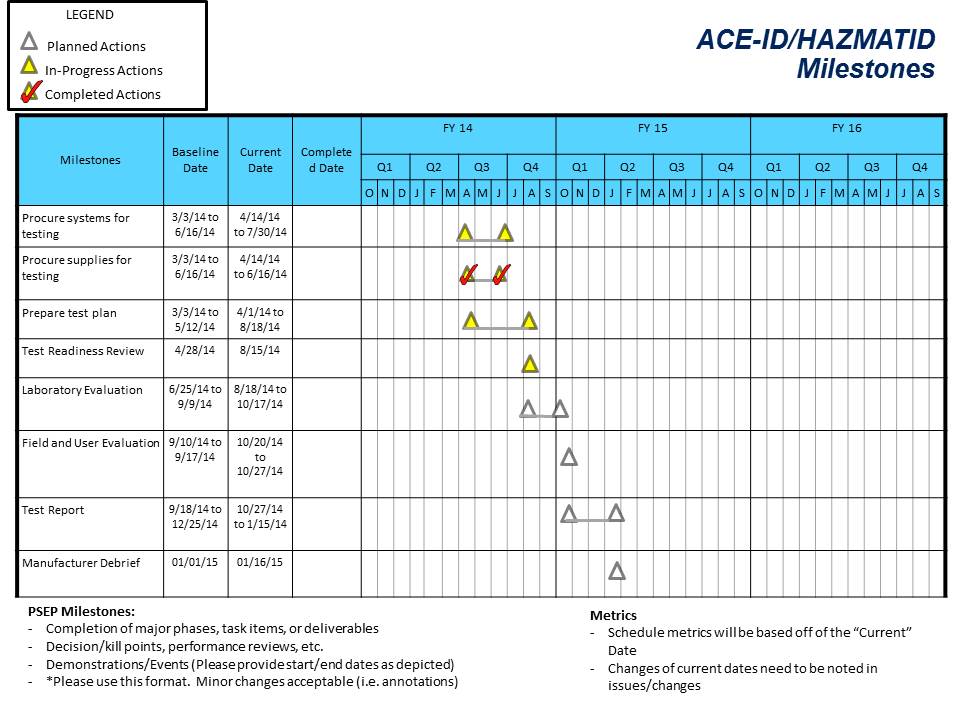 LEGEND
Planned Actions
In-Progress Actions
Completed Actions
ACE-ID/HAZMATID
Milestones
Milestones
Baseline
Date
Current
Date
Complete
d Date
FY 14
FY 15
FY 16
Q1 Q2 Q3 Q4 Q1 Q2 Q3 Q4 Q1 Q2 Q3 Q4
O N D J F M A M J J A S O N D J F M A M J J A S O N D J F M A M J J A S
Procure systems for
testing
3/3/14 to
6/16/14
4/14/14
to 7/30/14
Procure supplies for
testing
3/3/14 to
6/16/14
4/14/14
to 6/16/14
Prepare test plan
3/3/14 to
5/12/14
4/1/14 to
8/18/14
Test Readiness Review
4/28/14
8/15/14
Laboratory Evaluation
6/25/14 to
9/9/14
8/18/14 to
10/17/14
Field and User Evaluation
9/10/14 to
9/17/14
10/20/14
to
10/27/14
Test Report
9/18/14 to
12/25/14
10/27/14
to 1/15/14
Manufacturer Debrief
01/01/15
01/16/15
PSEP Milestones:
- Completion of major phases, task items, or deliverables
- Decision/kill points, performance reviews, etc.
- Demonstrations/Events (Please provide start/end dates as depicted)
- *Please use this format. Minor changes acceptable (i.e. annotations)
Metrics
- Schedule metrics will be based off of the “Current”
Date
- Changes of current dates need to be noted in
issues/changes